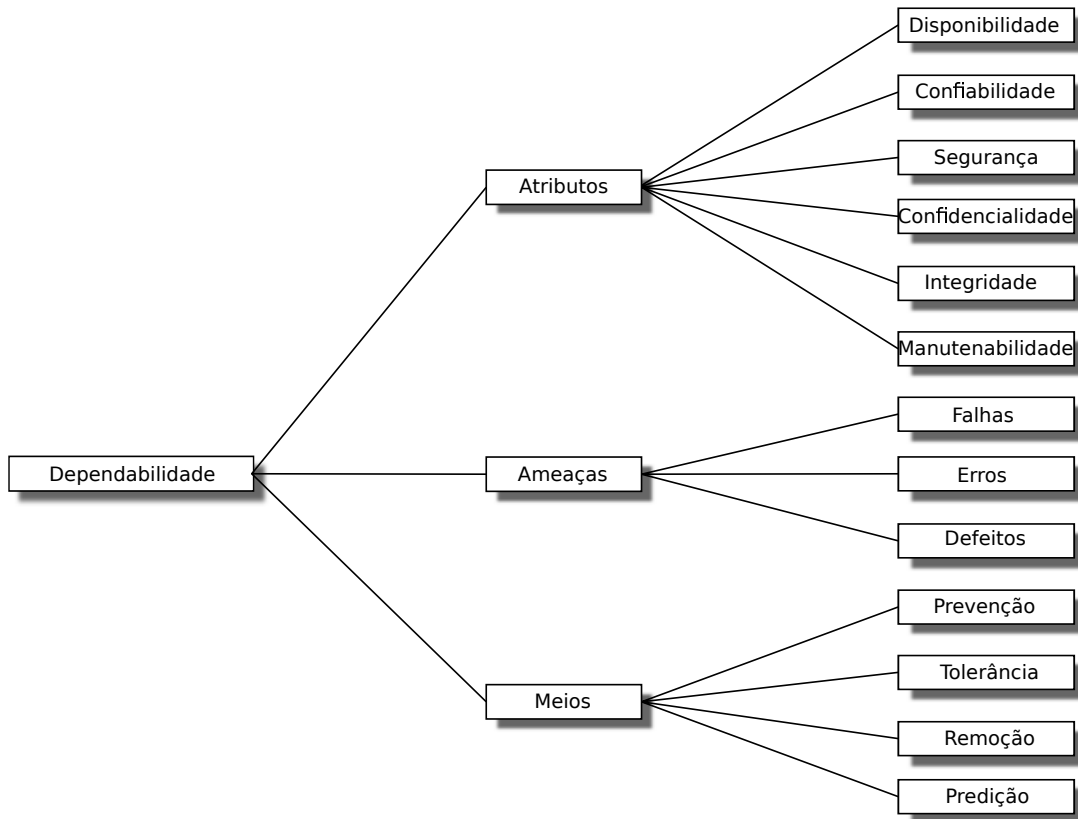 Dependabilidade
Atributos
Disponibilidade
Confiabilidade
Segurança
Confidencialidade
Integridade
Manutenabilidade
Ameaças
Falhas
Erros
Defeitos
Meios
Prevenção
Tolerância
Remoção
Predição